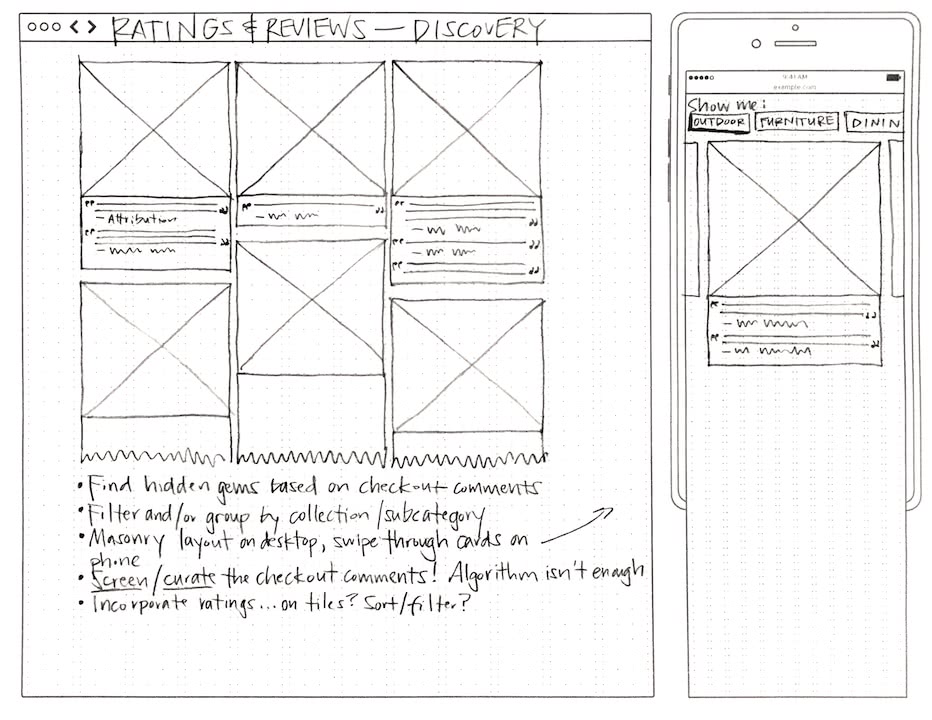 RATINGS & REVIEWS — DISCOVERY
- Attribution
• Find hidden gems based on checkout comments
• Filter and/or group by collection/subcategory
• Masonry layout on desktop, swipe through cards on
phone
• Screen/curate the checkout comments! Algorithm isn't enough
• Incorporate ratings... on tiles? Sort/filter?
9:41 AM
example.com
Show me:
OUTDOOR FURNITURE DININ